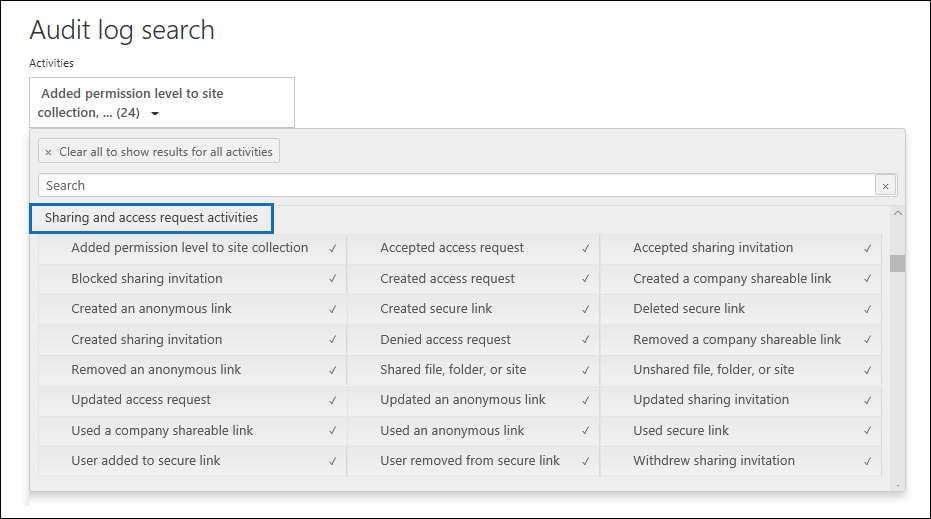 Audit log search
Activities
Added permission level to site
collection, ... (24)
× Clear all to show results for all activities
Search ×
Sharing and access request activities
Added permission level to site collection ✓ Accepted access request ✓ Accepted sharing invitation ✓
Blocked sharing invitation ✓ Created access request ✓ Created a company shareable link ✓
Created an anonymous link ✓ Created secure link ✓ Deleted secure link ✓
Created sharing invitation ✓ Denied access request ✓ Removed a company shareable link ✓
Removed an anonymous link ✓ Shared file, folder, or site ✓ Unshared file, folder, or site ✓
Updated access request ✓ Updated an anonymous link ✓ Updated sharing invitation ✓
Used a company shareable link ✓ Used an anonymous link ✓ Used secure link ✓
User added to secure link ✓ User removed from secure link ✓ Withdrew sharing invitation ✓